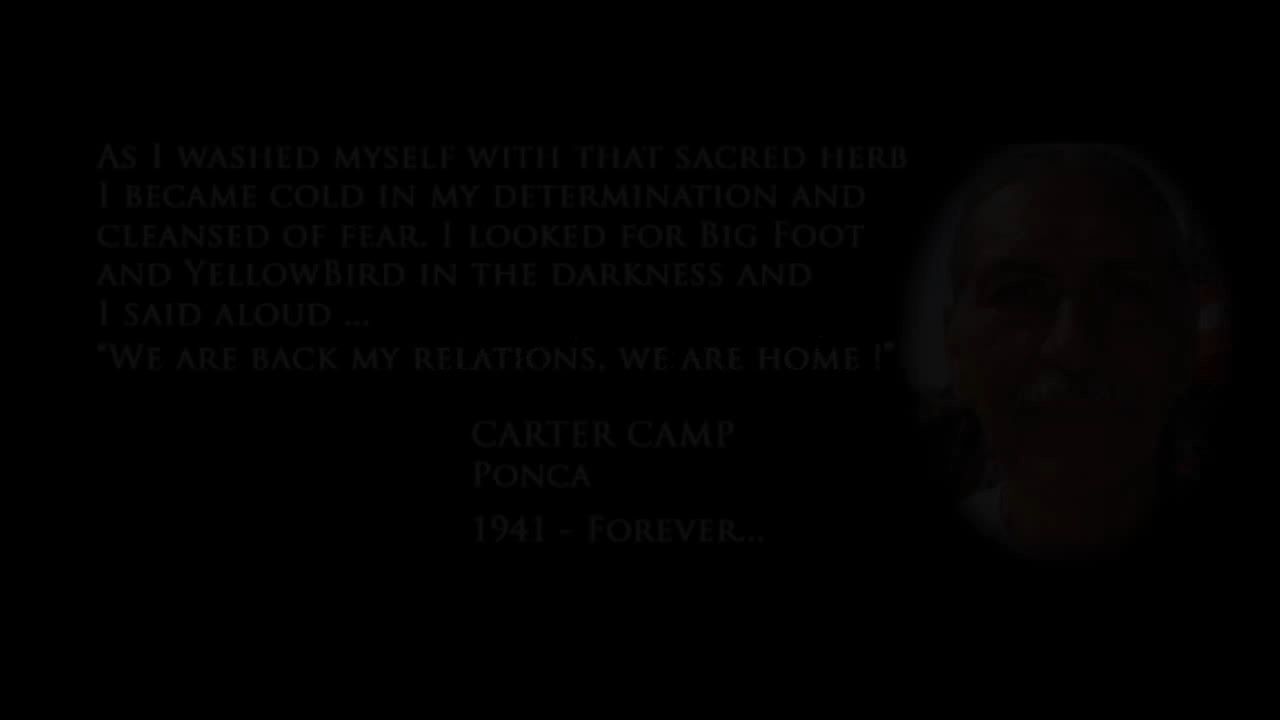 As I washed myself with that sacred herb
I became cold in my determination and
cleansed of fear. I looked for Big Foot
and YellowBird in the darkness and
I said aloud ...
"We are back my relations, we are home !"
CARTER CAMP
Ponca
1941 - Forever...